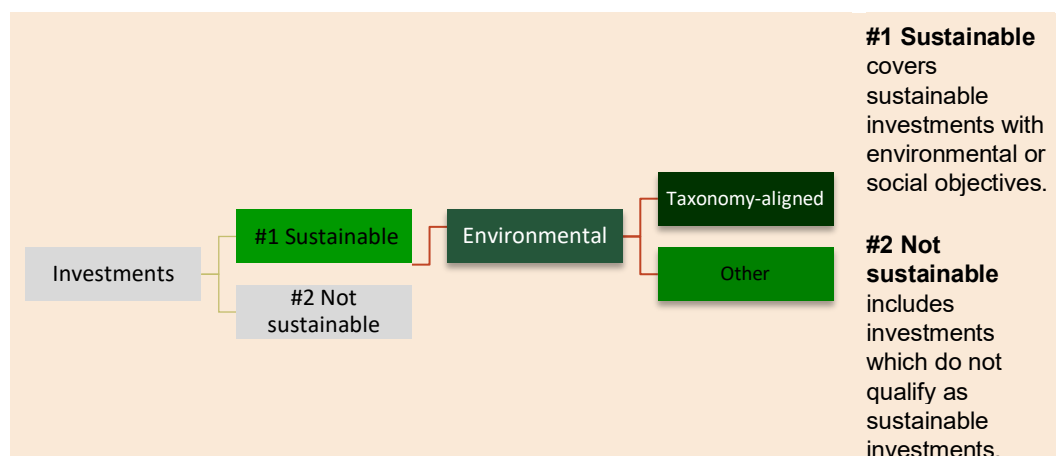 Investments
#1 Sustainable
#2 Not
sustainable
Environmental
Taxonomy-aligned
Other
#1 Sustainable
covers
sustainable
investments with
environmental or
social objectives.
#2 Not
sustainable
includes
investments
which do not
qualify as
sustainable
investments.